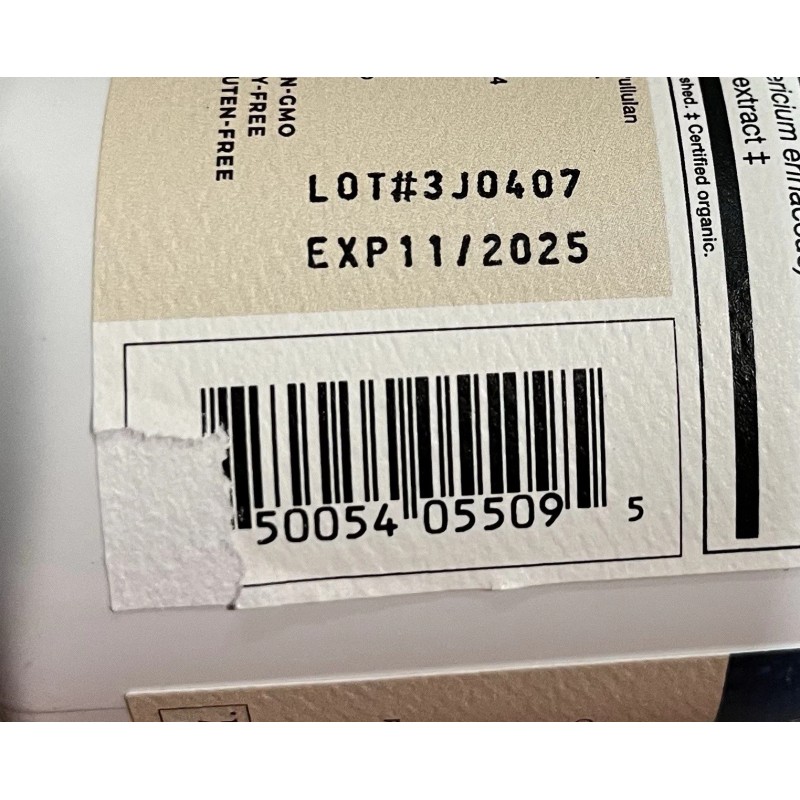 N-GMO
Y-FREE
UTEN-FREE
4
ullulan
shed. ‡ Certified organic.
extract ‡
ericium erinaceus)
LOT#3J0407
EXP11/2025
50054 05509 5